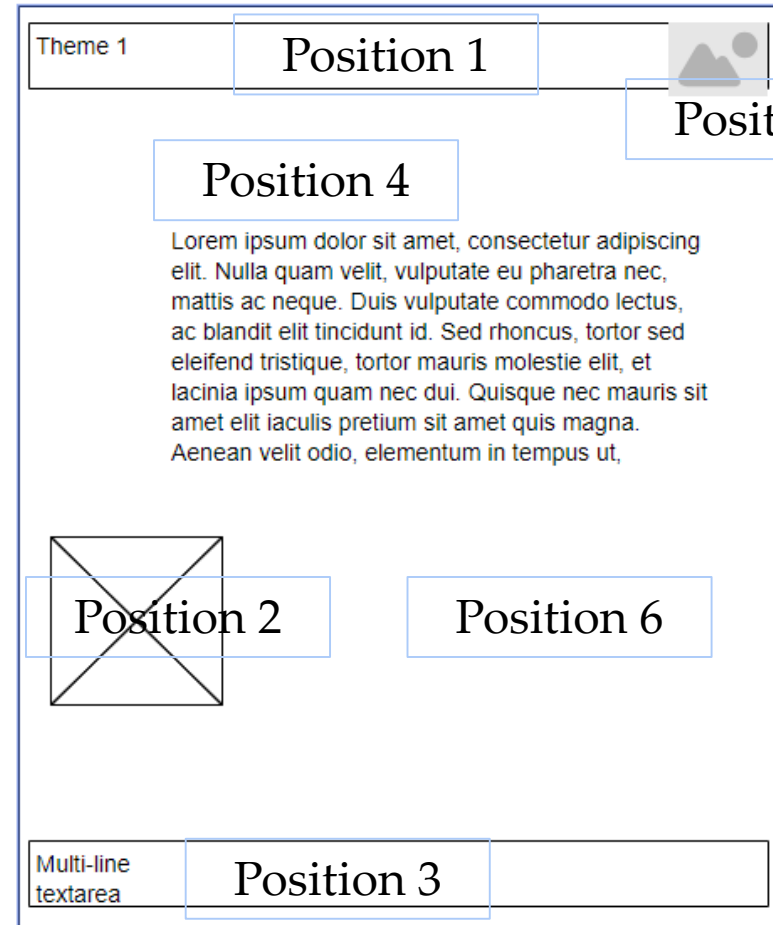 Theme 1
Position 1
Posit
Position 4
Lorem ipsum dolor sit amet, consectetur adipiscing
elit. Nulla quam velit, vulputate eu pharetra nec,
mattis ac neque. Duis vulputate commodo lectus,
ac blandit elit tincidunt id. Sed rhoncus, tortor sed
eleifend tristique, tortor mauris molestie elit, et
lacinia ipsum quam nec dui. Quisque nec mauris sit
amet elit iaculis pretium sit amet quis magna.
Aenean velit odio, elementum in tempus ut,
Position 2
Position 6
Multi-line
textarea
Position 3